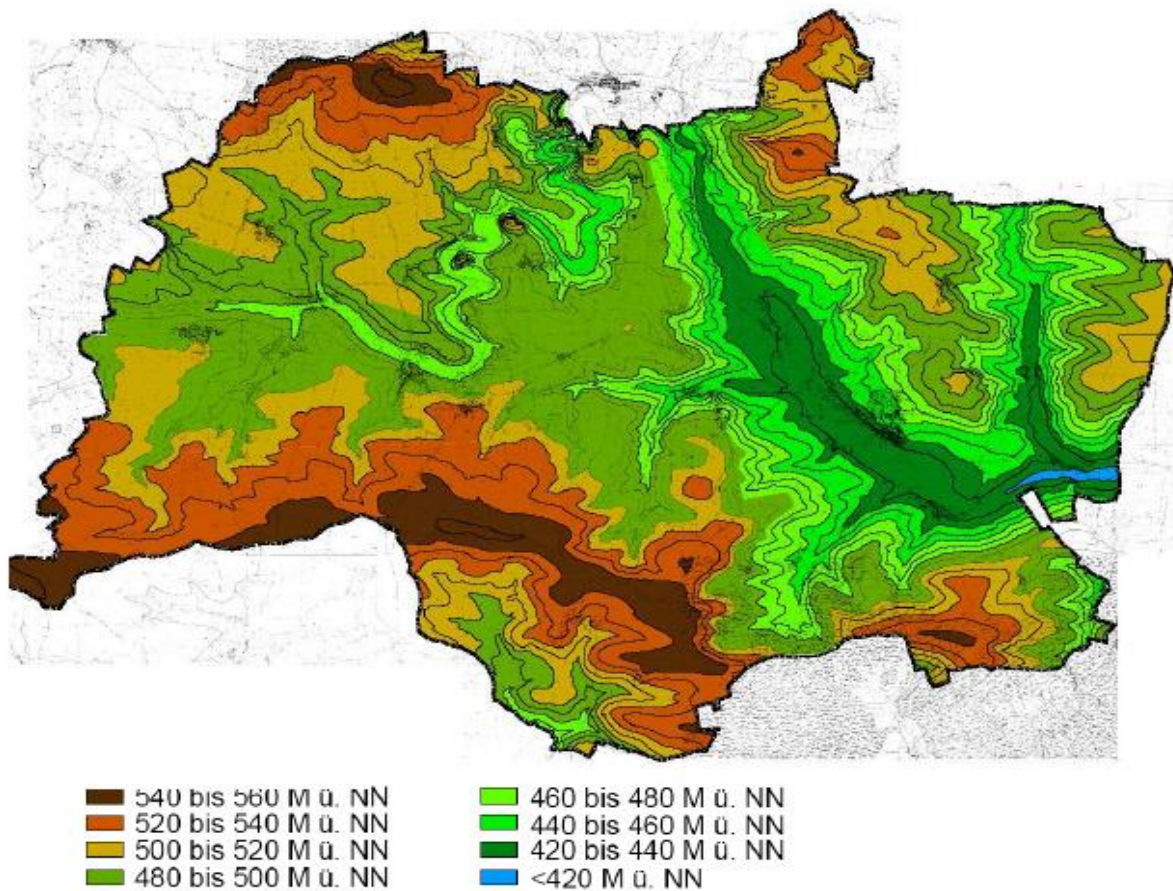 540 bis 560 M ü. NN
520 bis 540 M ü. NN
500 bis 520 M ü. NN
480 bis 500 M ü. NN
460 bis 480 M ü. NN
440 bis 460 M ü. NN
420 bis 440 M ü. NN
<420 M ü. NN